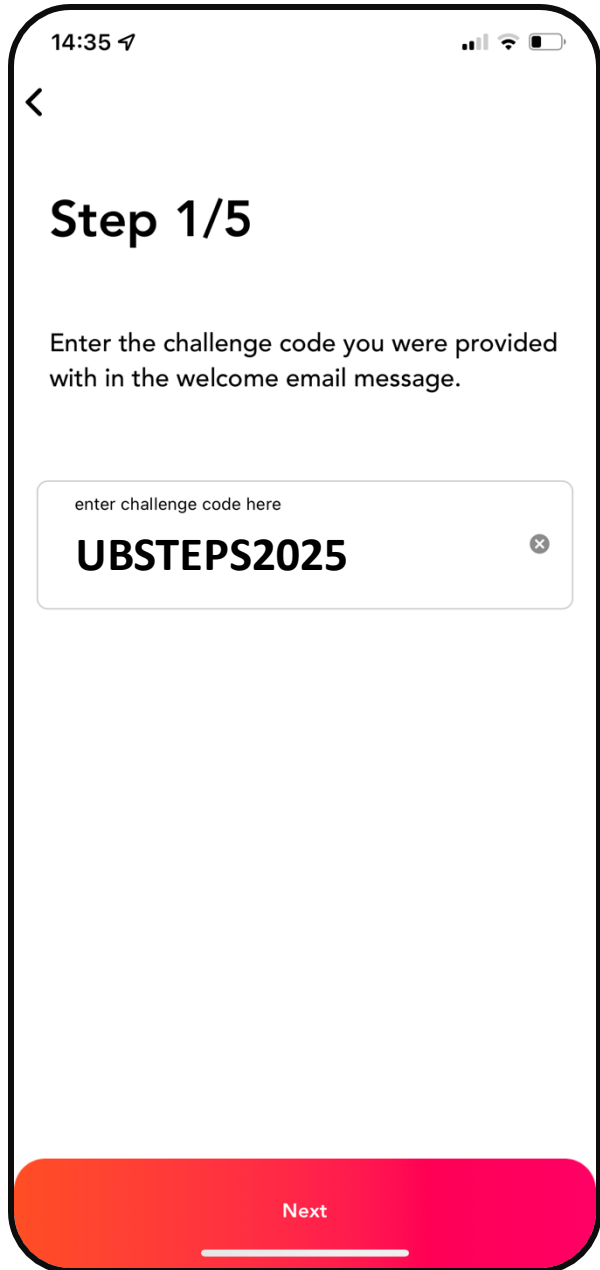 14:35
Step 1/5
Enter the challenge code you were provided
with in the welcome email message.
enter challenge code here
UBSTEPS2025
Next